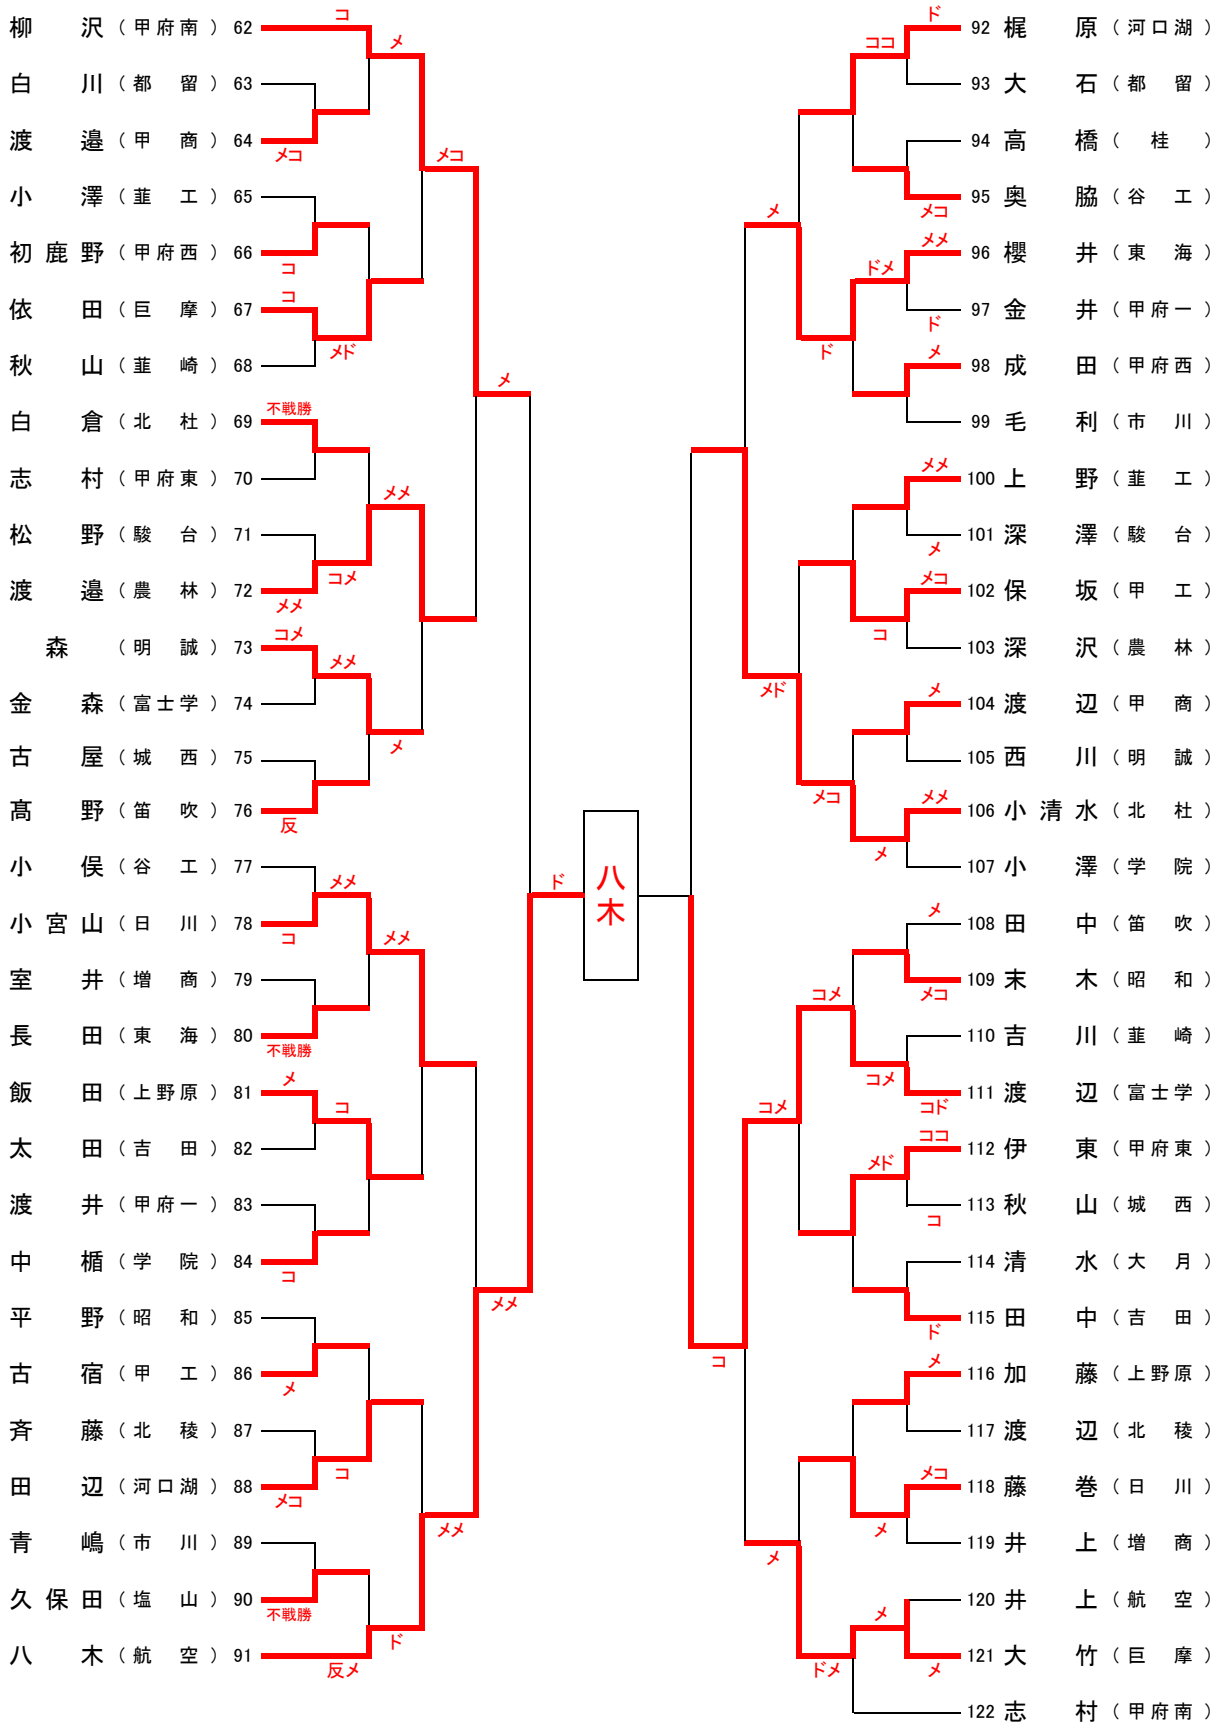 柳沢（甲府南）62
白川（都留）63
渡邉（甲商）64
小澤（韮工）65
初鹿野（甲府西）66
依田（巨摩）67
秋山（韮崎）68
白倉（北杜）69
志村（甲府東）70
松野（駿台）71
渡邉（農林）72
森（明誠）73
金森（富士学）74
古屋（城西）75
髙野（笛吹）76
小俣（谷工）77
小宮山（日川）78
室井（増商）79
長田（東海）80
飯田（上野原）81
太田（吉田）82
渡井（甲府一）83
中楯（学院）84
平野（昭和）85
古宿（甲工）86
斉藤（北稜）87
田辺（河口湖）88
青嶋（市川）89
久保田（塩山）90
八木（航空）91
コ
メコ
コ
コ
不戦勝
メメ
コメ
反
コ
不戦勝
メ
コ
メ
メコ
不戦勝
反メ
メド
コメ
メメ
メメ
コ
コ
メ
メメ
メ
メメ
ド
メコ
メメ
メ
メメ
ド
八木
コ
メ
メド
コメ
メ
ド
メコ
コメ
ドメ
ココ
ドメ
コ
メ
コメ
メド
メ
メ
ド
メコ
メメ
ド
メ
メメ
メ
メコ
メ
メメ
メ
メコ
コド
ココ
コ
ド
メ
メコ
メ
92 梶原（河口湖）
93 大石（都留）
94 高橋（桂）
95 奥脇（谷工）
96 櫻井（東海）
97 金井（甲府一）
98 成田（甲府西）
99 毛利（市川）
100 上野（韮工）
101 深澤（駿台）
102 保坂（甲工）
103 深沢（農林）
104 渡辺（甲商）
105 西川（明誠）
106 小清水（北杜）
107 小澤（学院）
108 田中（笛吹）
109 末木（昭和）
110 吉川（韮崎）
111 渡辺（富士学）
112 伊東（甲府東）
113 秋山（城西）
114 清水（大月）
115 田中（吉田）
116 加藤（上野原）
117 渡辺（北稜）
118 藤巻（日川）
119 井上（増商）
120 井上（航空）
121 大竹（巨摩）
122 志村（甲府南）